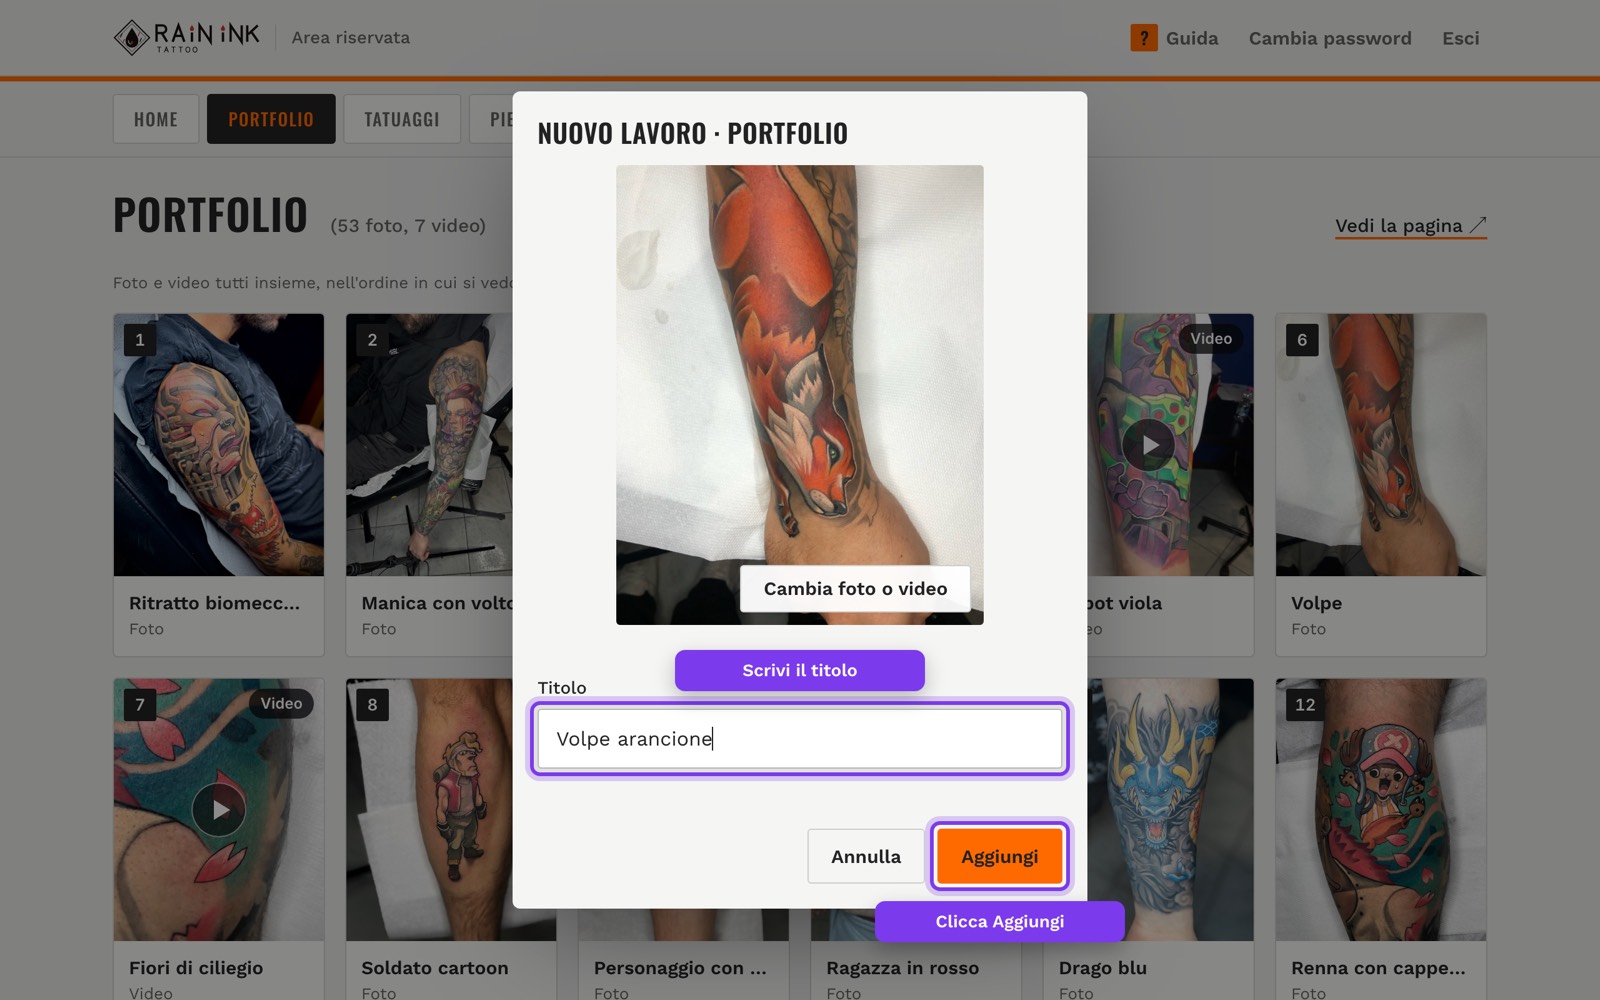 RAIN INK
TATTOO
Area riservata
? Guida
Cambia password
Esci
HOME
PORTFOLIO
TATUAGGI
PIE
PORTFOLIO
(53 foto, 7 video)
Vedi la pagina
Foto e video tutti insieme, nell'ordine in cui si vedo
NUOVO LAVORO · PORTFOLIO
Cambia foto o video
Scrivi il titolo
Titolo
Volpe arancione
Annulla
Aggiungi
Clicca Aggiungi
1
Ritratto biomecc...
Foto
2
Manica con volto
Foto
Video
bot viola
eo
6
Volpe
Foto
7
Video
Fiori di ciliegio
Video
8
Soldato cartoon
Foto
Personaggio con ...
Foto
Ragazza in rosso
Foto
Drago blu
Foto
12
Renna con cappe...
Foto